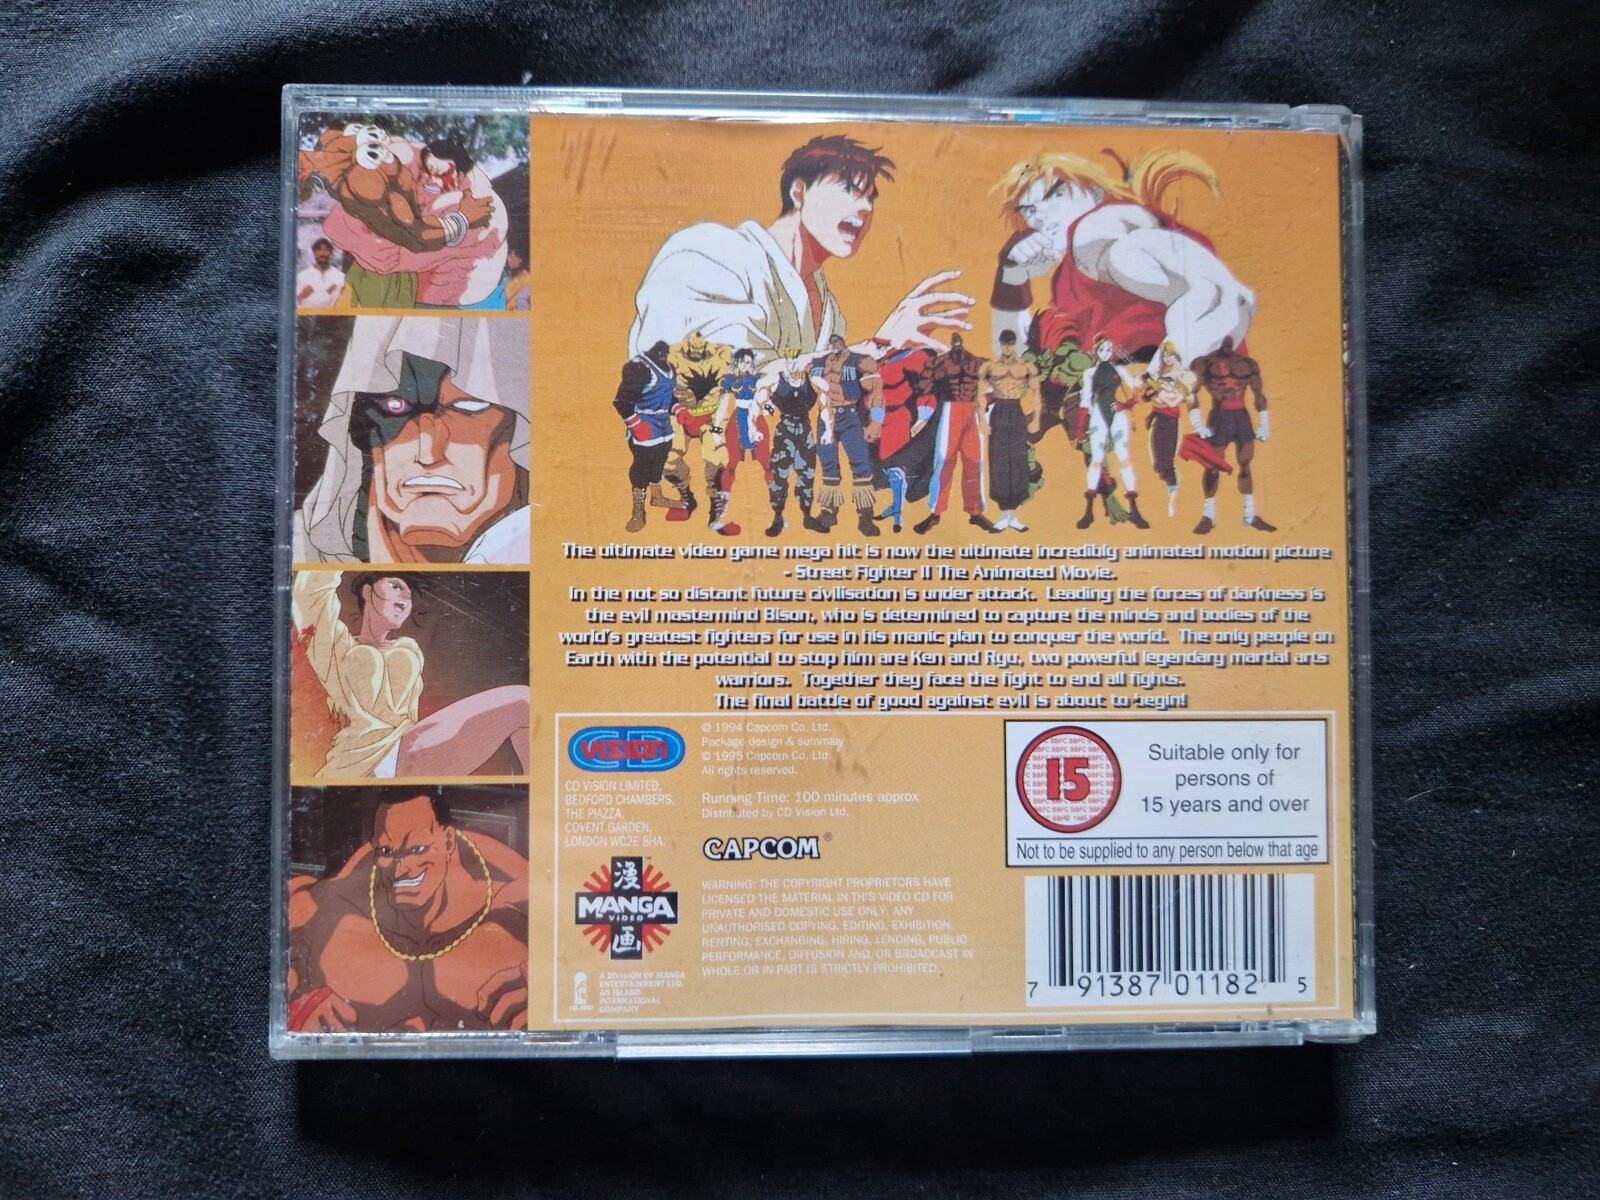 The ultimate video game mega hit is now the ultimate incredibly animated motion picture
- Street Fighter II The Animated Movie.
In the not so distant future civilisation is under attack. Leading the forces of darkness is
the evil mastermind Bison, who is determined to capture the minds and bodies of the
world's greatest fighters for use in his manic plan to conquer the world. The only people on
Earth with the potential to stop him are Ken and Ryu, two powerful legendary martial arts
warriors. Together they face the fight to end all fights.
The final battle of good against evil is about to begin!
CD VISION
CD VISION LIMITED,
BEDFORD CHAMBERS,
THE PIAZZA,
COVENT GARDEN,
LONDON WC2E 8HA.
漫
MANGA
VIDEO
画
A DIVISION OF MANGA
ENTERTAINMENT LTD.
AN ISLAND
INTERNATIONAL
COMPANY
© 1994 Capcom Co. Ltd.
Package design & summary
© 1995 Capcom Co. Ltd.
All rights reserved.
Running Time: 100 minutes approx
Distributed by CD Vision Ltd.
CAPCOM®
WARNING: THE COPYRIGHT PROPRIETORS HAVE
LICENSED THE MATERIAL IN THIS VIDEO CD FOR
PRIVATE AND DOMESTIC USE ONLY. ANY
UNAUTHORISED COPYING, EDITING, EXHIBITION,
RENTING, EXCHANGING, HIRING, LENDING, PUBLIC
PERFORMANCE, DIFFUSION AND/OR BROADCAST IN
WHOLE OR IN PART IS STRICTLY PROHIBITED.
15
Suitable only for
persons of
15 years and over
Not to be supplied to any person below that age
7 91387 01182 5